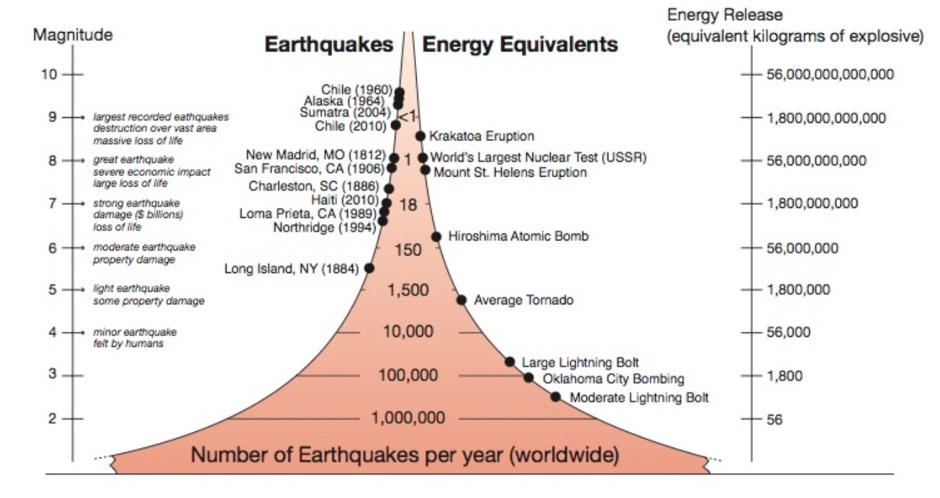 Magnitude
Earthquakes
Energy Equivalents
Energy Release
(equivalent kilograms of explosive)
10
9
8
7
6
5
4
3
2
largest recorded eathquakes
destruction over vast area
massive loss of life
great earthquake
severe economic impact
large loss of life
strong earthquake
damage ($ billions)
loss of life
moderate earthquake
property damage
light earthquake
some property damage
minor earthquake
felt by humans
Chile (1960)
Alaska (1964)
Sumatra (2004)
Chile (2010)
New Madrid, MO (1812)
San Francisco, CA (1906)
Charleston, SC (1886)
Haiti (2010)
Loma Prieta, CA (1989)
Northridge (1994)
Long Island, NY (1884)
<1
1
18
150
1,500
10,000
100,000
1,000,000
Krakatoa Eruption
World's Largest Nuclear Test (USSR)
Mount St. Helens Eruption
Hiroshima Atomic Bomb
Average Tornado
Large Lightning Bolt
Oklahoma City Bombing
Moderate Lightning Bolt
56,000,000,000,000
1,800,000,000,000
56,000,000,000
1,800,000,000
56,000,000
1,800,000
56,000
1,800
56
Number of Earthquakes per year (worldwide)